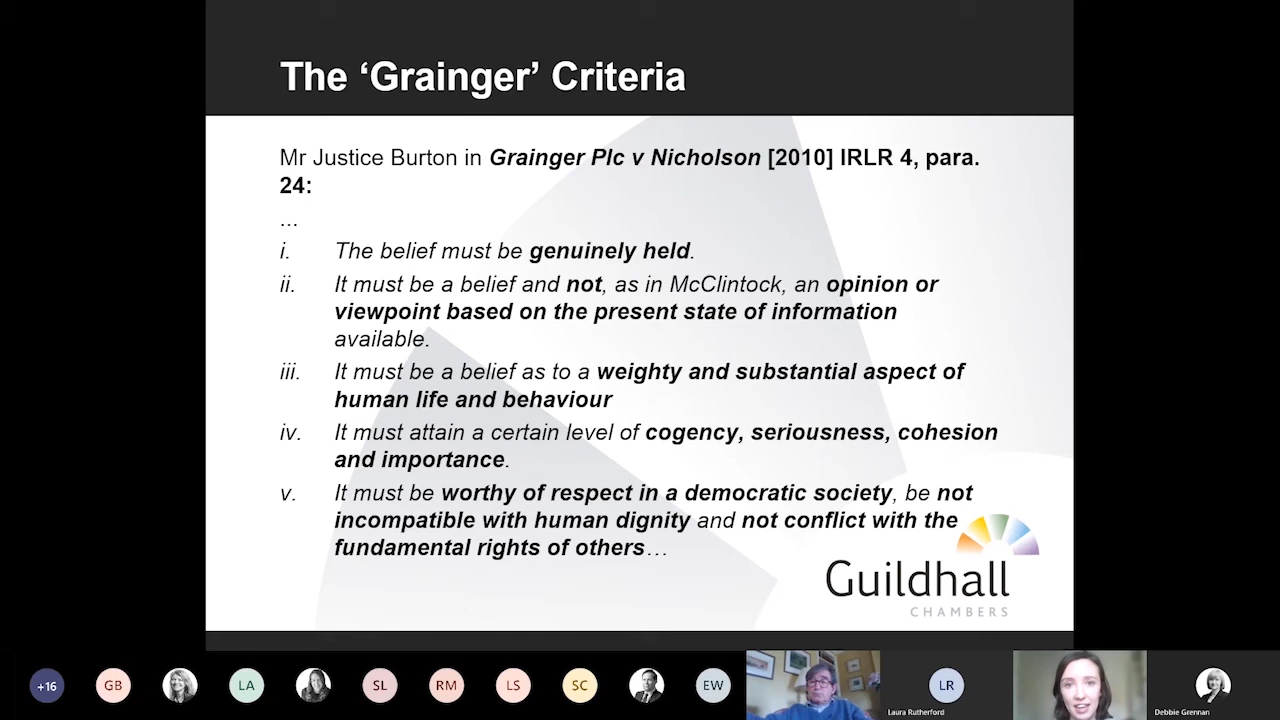 The ‘Grainger’ Criteria
Mr Justice Burton in Grainger Plc v Nicholson [2010] IRLR 4, para.
24:
...
i. The belief must be genuinely held.
ii. It must be a belief and not, as in McClintock, an opinion or
viewpoint based on the present state of information
available.
iii. It must be a belief as to a weighty and substantial aspect of
human life and behaviour
iv. It must attain a certain level of cogency, seriousness, cohesion
and importance.
v. It must be worthy of respect in a democratic society, be not
incompatible with human dignity and not conflict with the
fundamental rights of others…
Guildhall
CHAMBERS
+16 GB LA SL RM LS SC EW LR
Laura Rutherford
Debbie Grennan